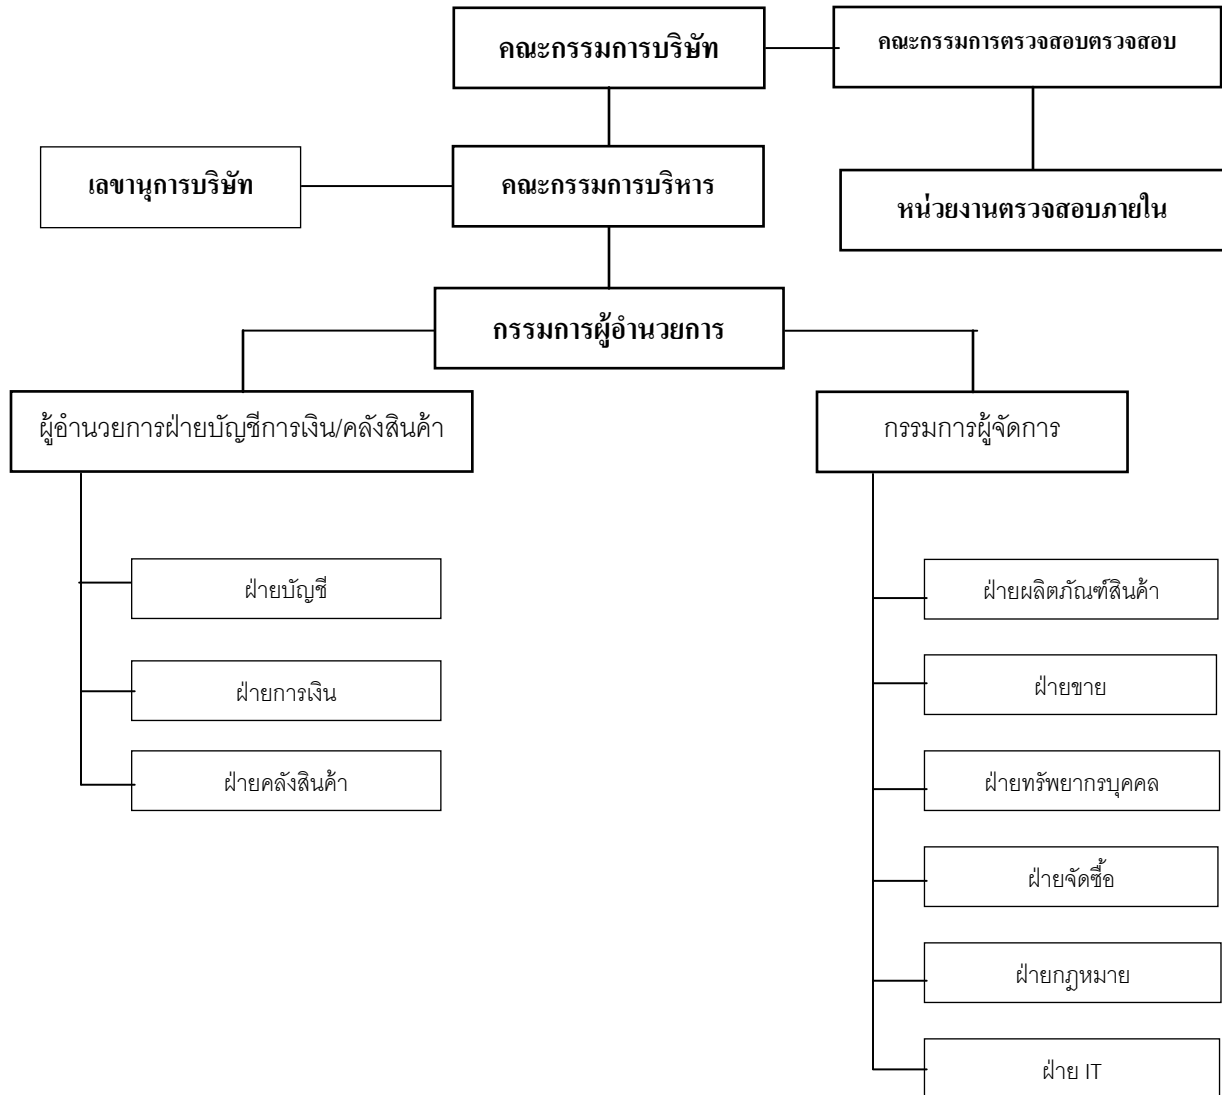 คณะกรรมการบริษัท
คณะกรรมการตรวจสอบตรวจสอบ
เลขานุการบริษัท
คณะกรรมการบริหาร
หน่วยงานตรวจสอบภายใน
กรรมการผู้อำนวยการ
ผู้อำนวยการฝ่ายบัญชีการเงิน/คลังสินค้า
กรรมการผู้จัดการ
ฝ่ายบัญชี
ฝ่ายการเงิน
ฝ่ายคลังสินค้า
ฝ่ายผลิตภัณฑ์สินค้า
ฝ่ายขาย
ฝ่ายทรัพยากรบุคคล
ฝ่ายจัดซื้อ
ฝ่ายกฎหมาย
ฝ่าย IT